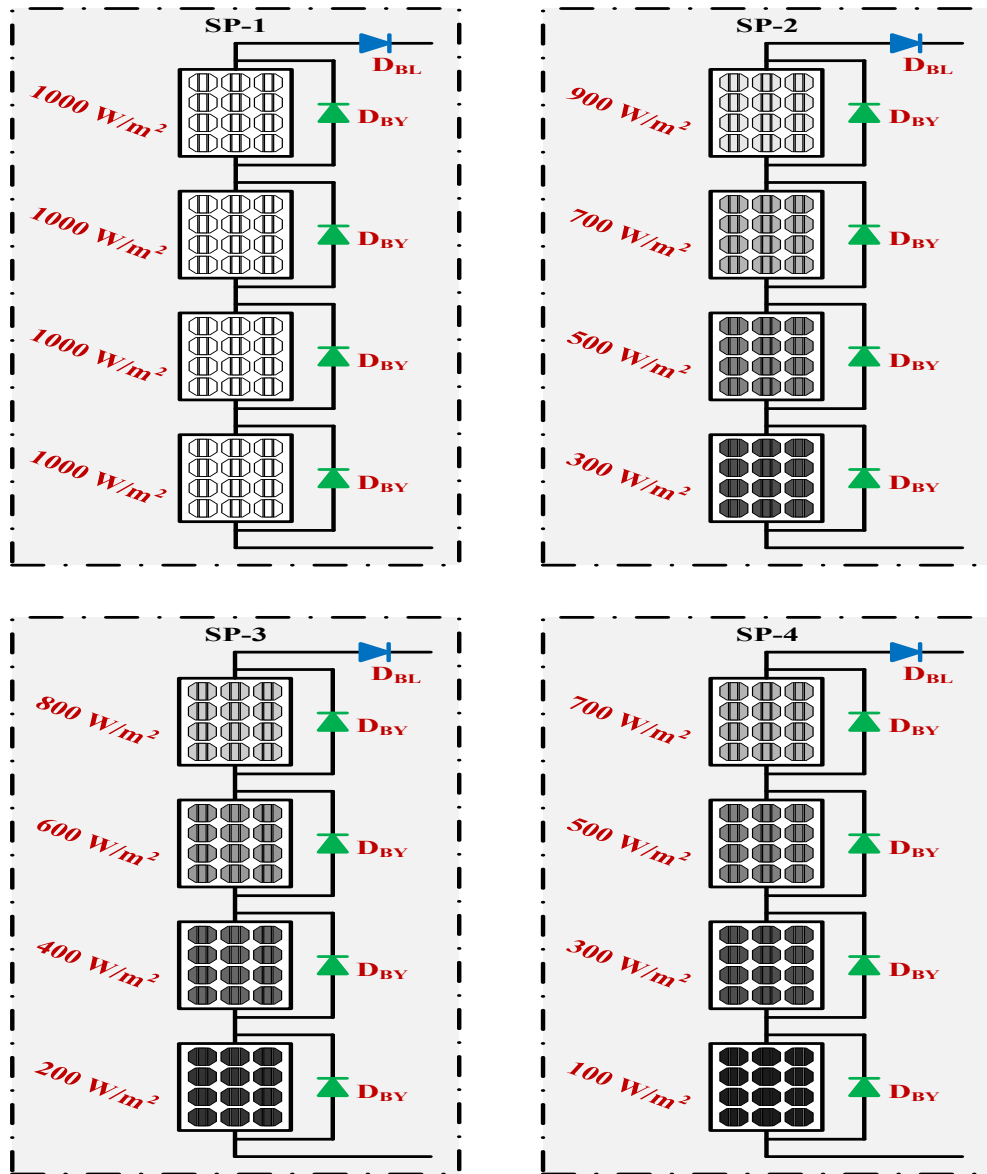 SP-1
D_BL
1000 W/m²
D_BY
1000 W/m²
D_BY
1000 W/m²
D_BY
1000 W/m²
D_BY
SP-2
D_BL
900 W/m²
D_BY
700 W/m²
D_BY
500 W/m²
D_BY
300 W/m²
D_BY
SP-3
D_BL
800 W/m²
D_BY
600 W/m²
D_BY
400 W/m²
D_BY
200 W/m²
D_BY
SP-4
D_BL
700 W/m²
D_BY
500 W/m²
D_BY
300 W/m²
D_BY
100 W/m²
D_BY